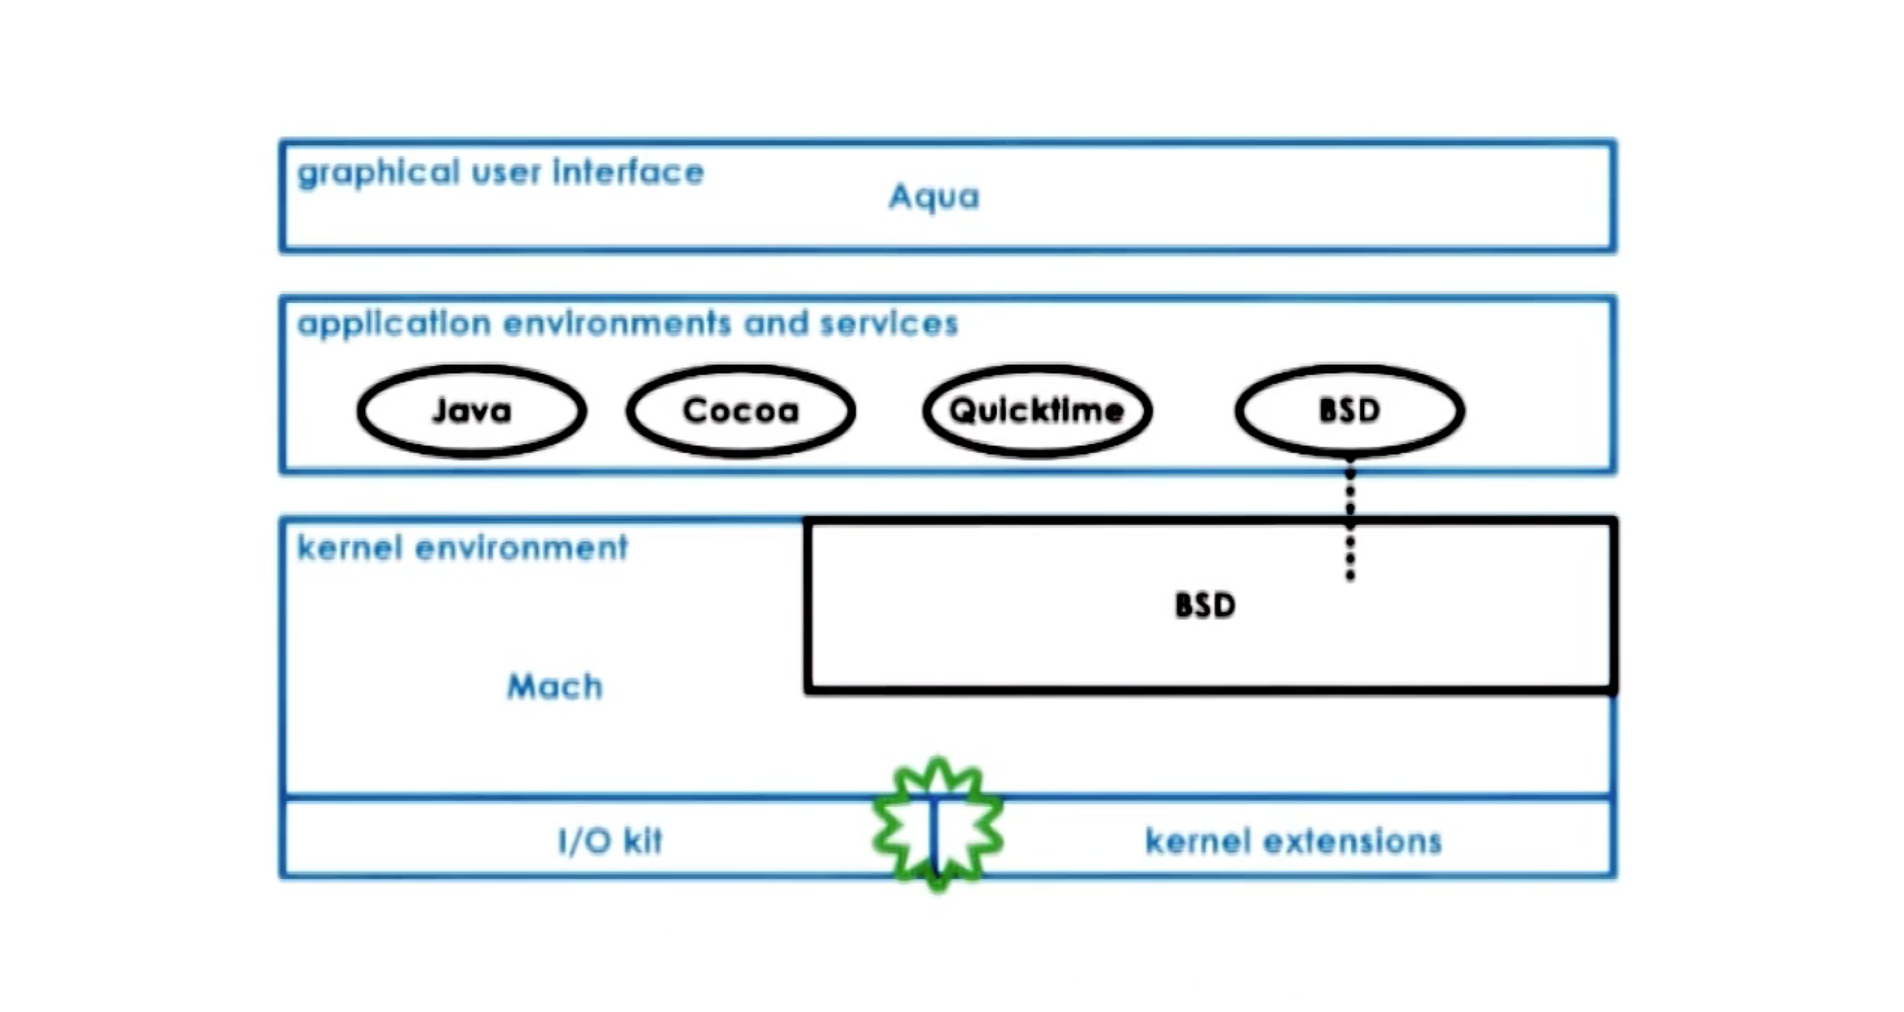 graphical user interface
Aqua
application environments and services
Java
Cocoa
Quicktime
BSD
kernel environment
BSD
Mach
I/O kit
kernel extensions